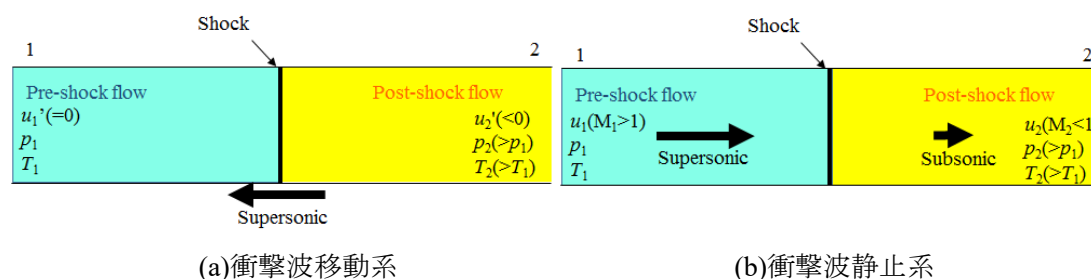 Shock
1
2
Pre-shock flow
Post-shock flow
u1'(=0)
p1
T1
u2'(<0)
p2(>p1)
T2(>T1)
Supersonic
(a)衝撃波移動系
Shock
1
2
Pre-shock flow
Post-shock flow
u1(M1>1)
p1
T1
Supersonic
Subsonic
u2(M2<1
p2(>p1)
T2(>T1)
(b)衝撃波静止系